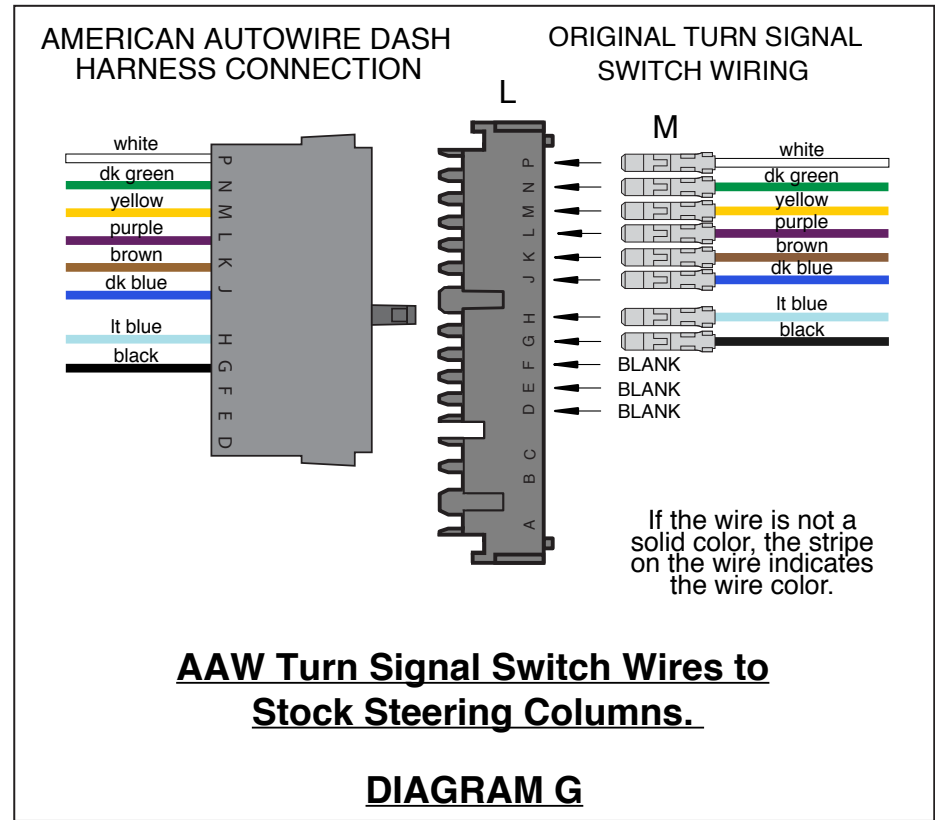 AMERICAN AUTOWIRE DASH
HARNESS CONNECTION
ORIGINAL TURN SIGNAL
SWITCH WIRING
L
M
white
dk green
yellow
purple
brown
dk blue
lt blue
black
P
N
M
L
K
J
H
G
F
E
D
P
N
M
L
K
J
H
G
F
E
D
C
B
A
white
dk green
yellow
purple
brown
dk blue
lt blue
black
BLANK
BLANK
BLANK
If the wire is not a
solid color, the stripe
on the wire indicates
the wire color.
AAW Turn Signal Switch Wires to
Stock Steering Columns.
DIAGRAM G